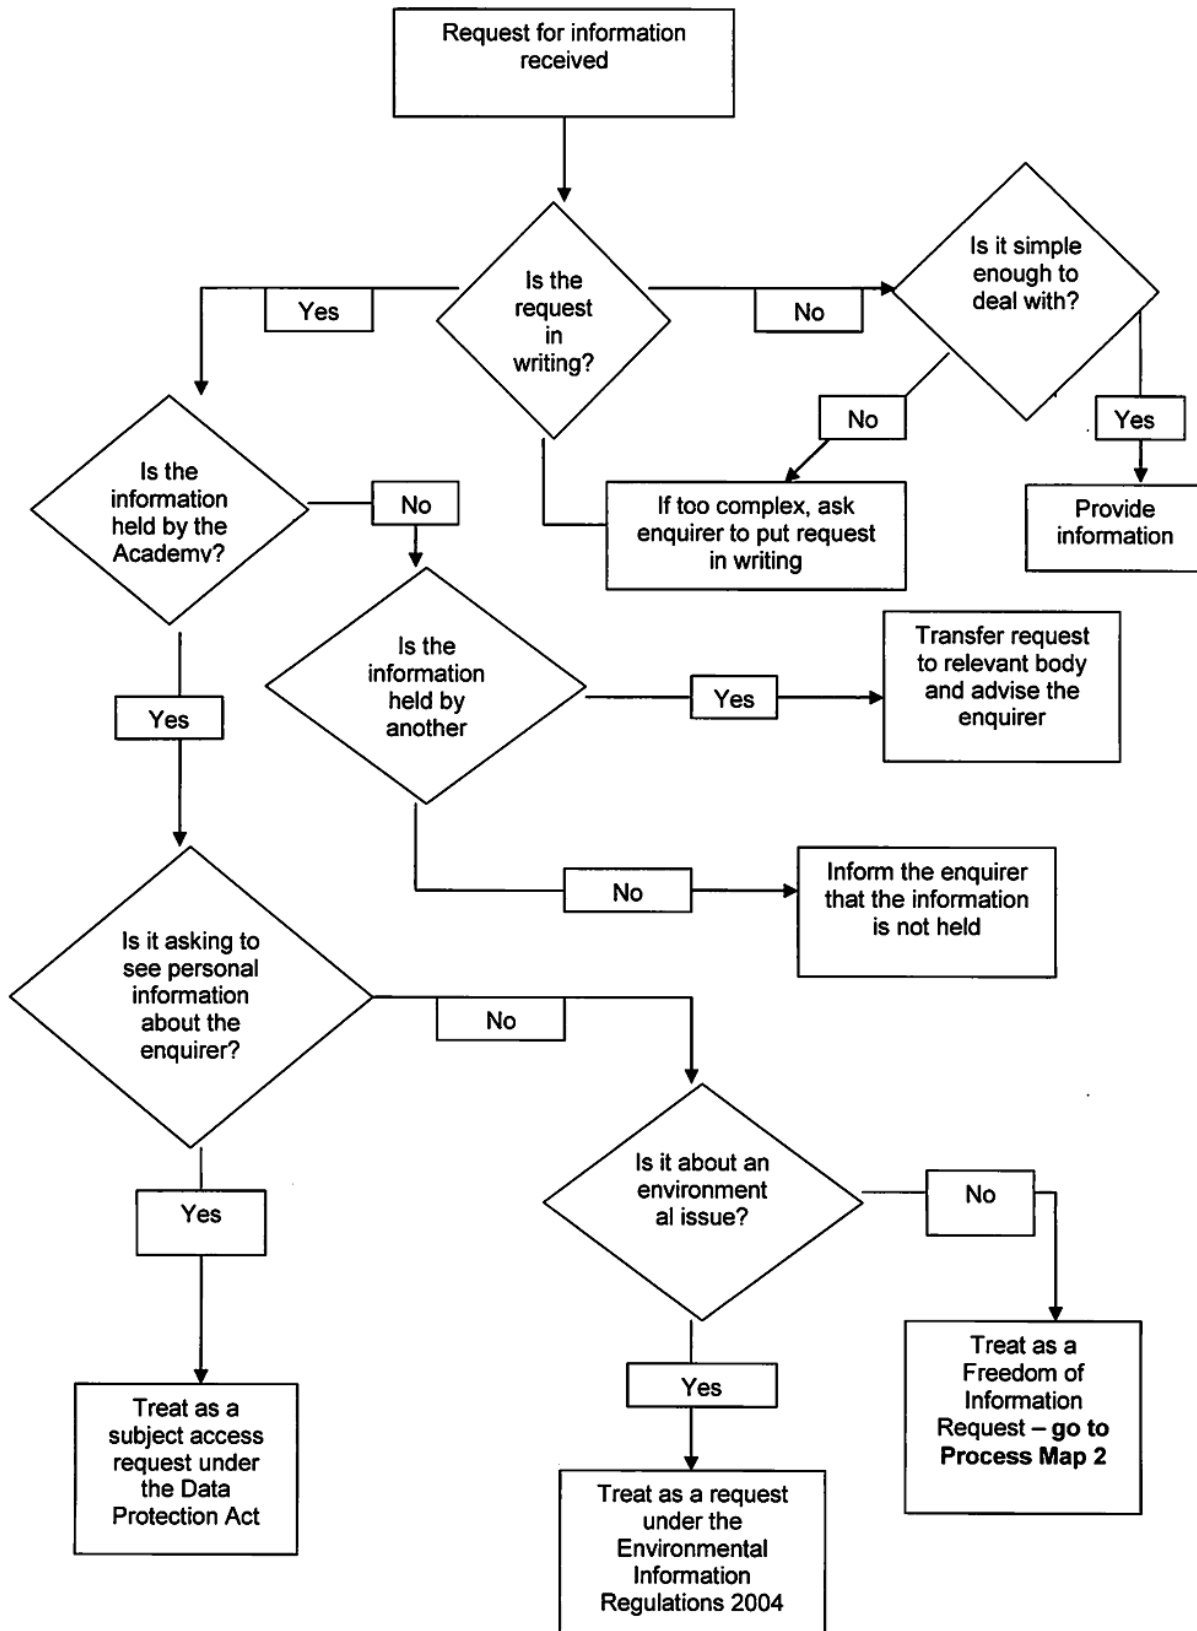 Request for information
received
Is it simple
enough to
deal with?
Is the
request
in
writing?
Yes
No
No
Yes
Is the
information
held by the
Academy?
No
If too complex, ask
enquirer to put request
in writing
Provide
information
Is the
information
held by
another
Yes
Transfer request
to relevant body
and advise the
enquirer
Yes
No
Inform the enquirer
that the information
is not held
Is it asking to
see personal
information
about the
enquirer?
No
Is it about an
environment
al issue?
No
Yes
Yes
Treat as a
Freedom of
Information
Request – go to
Process Map 2
Treat as a
subject access
request under
the Data
Protection Act
Treat as a request
under the
Environmental
Information
Regulations 2004